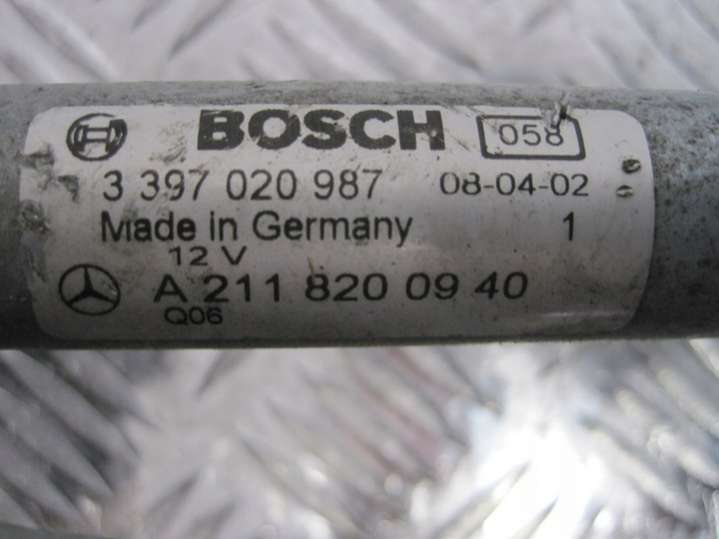 BOSCH 058
3 397 020 987 08-04-02
Made in Germany 1
12 V
A 211 820 09 40
Q06